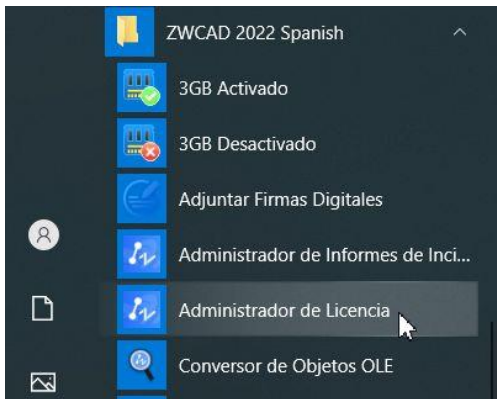 ZWCAD 2022 Spanish
3GB Activado
3GB Desactivado
Adjuntar Firmas Digitales
Administrador de Informes de Inci...
Administrador de Licencia
Conversor de Objetos OLE